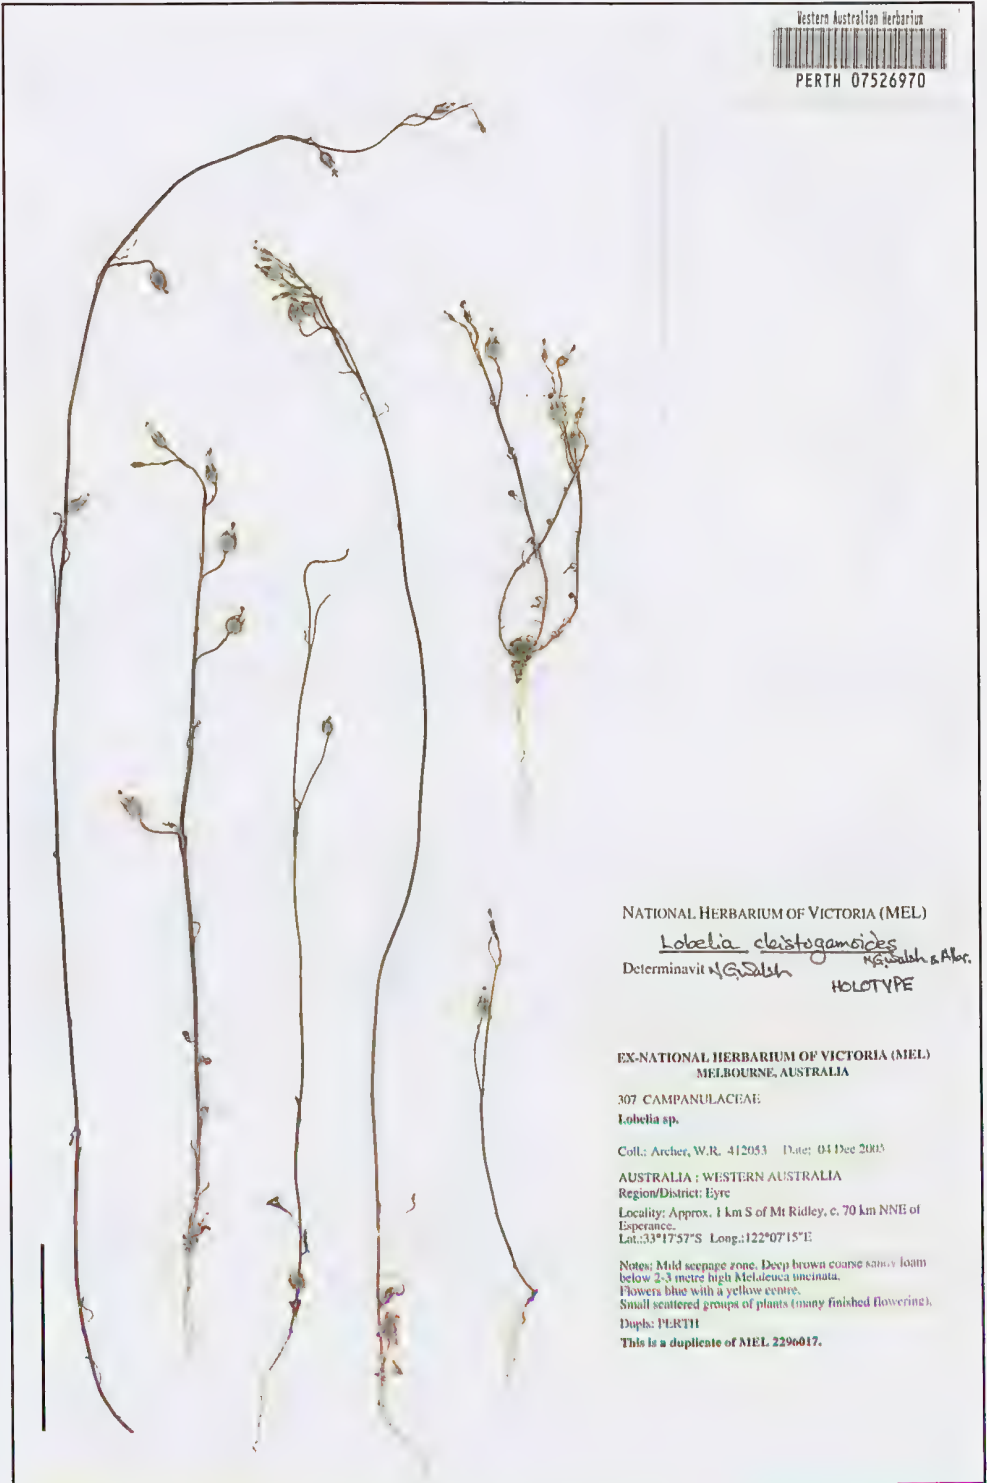 Western Australian Herbarium
PERTH 07526970
NATIONAL HERBARIUM OF VICTORIA (MEL)
Lobelia cleistogamoides
N.G.Walsh & Albr.
Determinavit N.G.Walsh
HOLOTYPE
EX-NATIONAL HERBARIUM OF VICTORIA (MEL)
MELBOURNE, AUSTRALIA
307 CAMPANULACEAE
Lobelia sp.
Coll.: Archer, W.R. 412053 Date: 04 Dec 2003
AUSTRALIA : WESTERN AUSTRALIA
Region/District: Eyre
Locality: Approx. 1 km S of Mt Ridley, c. 70 km NNE of
Esperance.
Lat.:33°17'57"S Long.:122°07'15"E
Notes: Mild seepage zone. Deep brown coarse sandy loam
below 2-3 metre high Melaleuca uncinata.
Flowers blue with a yellow centre.
Small scattered groups of plants (many finished flowering).
Dupls: PERTH
This is a duplicate of MEL 2296017.